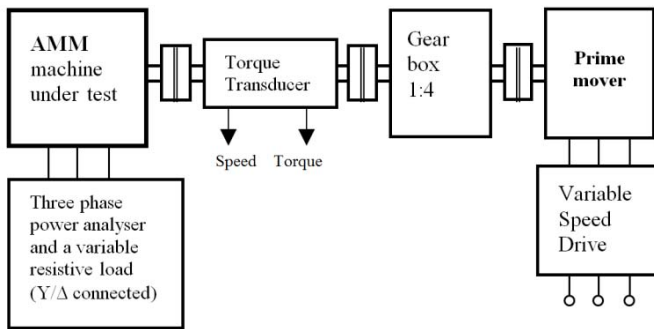 AMM
machine
under test
Torque
Transducer
Speed
Torque
Gear
box
1:4
Prime
mover
Three phase
power analyser
and a variable
resistive load
(Y/Δ connected)
Variable
Speed
Drive